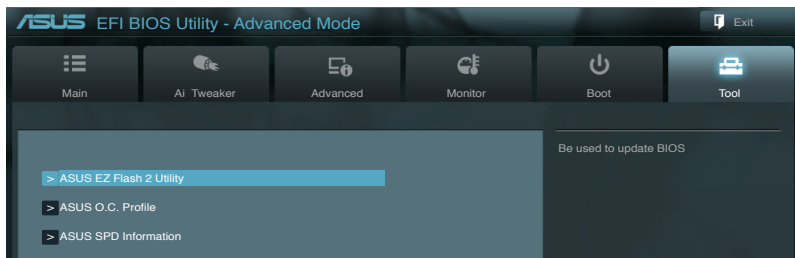 ASUS EFI BIOS Utility - Advanced Mode
Exit
Main
Ai Tweaker
Advanced
Monitor
Boot
Tool
Be used to update BIOS
> ASUS EZ Flash 2 Utility
> ASUS O.C. Profile
> ASUS SPD Information